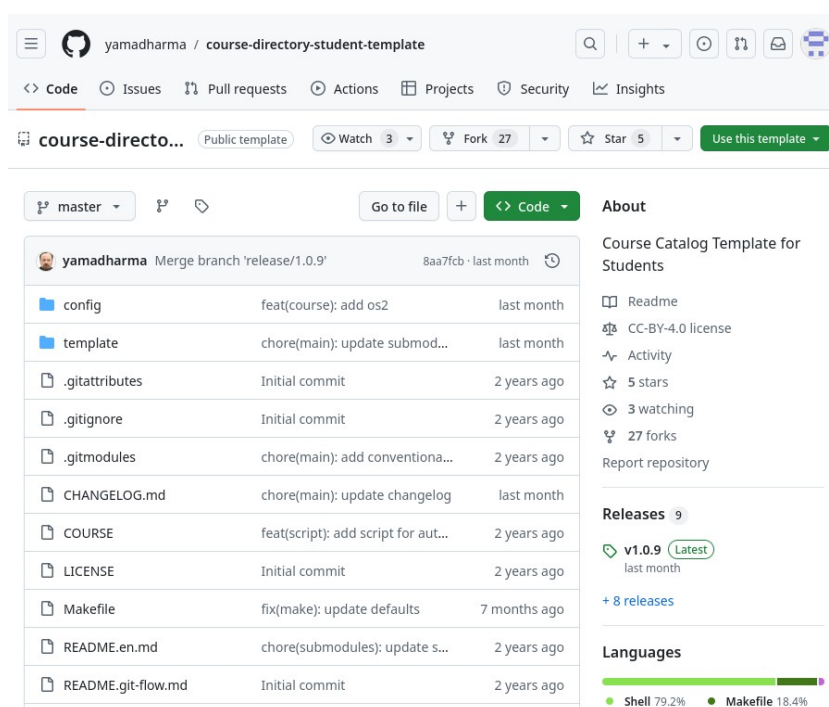 yamadharma / course-directory-student-template
<> Code Issues Pull requests Actions Projects Security Insights
course-directo... Public template Watch 3 Fork 27 Star 5 Use this template
master Go to file + <> Code
yamadharma Merge branch 'release/1.0.9' 8aa7fcb · last month
config feat(course): add os2 last month
template chore(main): update submod... last month
.gitattributes Initial commit 2 years ago
.gitignore Initial commit 2 years ago
.gitmodules chore(main): add conventiona... 2 years ago
CHANGELOG.md chore(main): update changelog last month
COURSE feat(script): add script for aut... 2 years ago
LICENSE Initial commit 2 years ago
Makefile fix(make): update defaults 7 months ago
README.en.md chore(submodules): update s... 2 years ago
README.git-flow.md Initial commit 2 years ago
About
Course Catalog Template for
Students
Readme
CC-BY-4.0 license
Activity
5 stars
3 watching
27 forks
Report repository
Releases 9
v1.0.9 Latest
last month
+ 8 releases
Languages
Shell 79.2% Makefile 18.4%